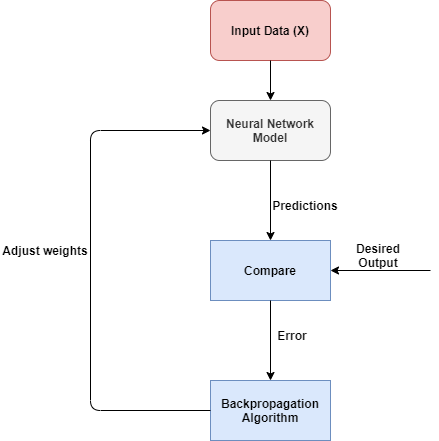 Input Data (X)
Neural Network
Model
Predictions
Adjust weights
Desired
Output
Compare
Error
Backpropagation
Algorithm